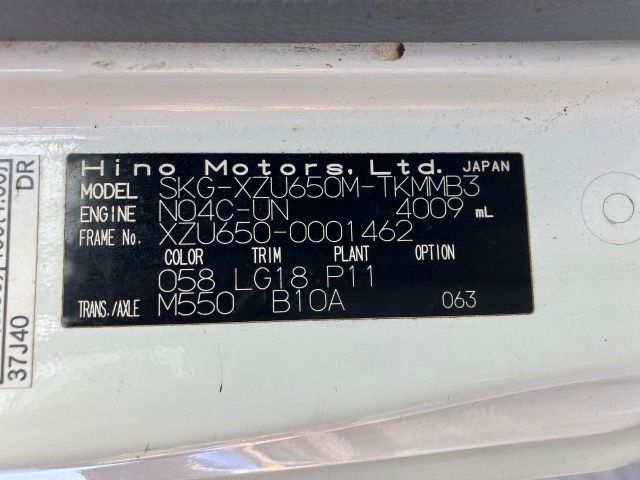 Hino Motors, Ltd. JAPAN
MODEL SKG-XZU650M-TKMMB3
ENGINE N04C-UN 4009 mL
FRAME No. XZU650-0001462
COLOR TRIM PLANT OPTION
058 LG18 P11
TRANS./AXLE M550 B10A 063
DR
37J40